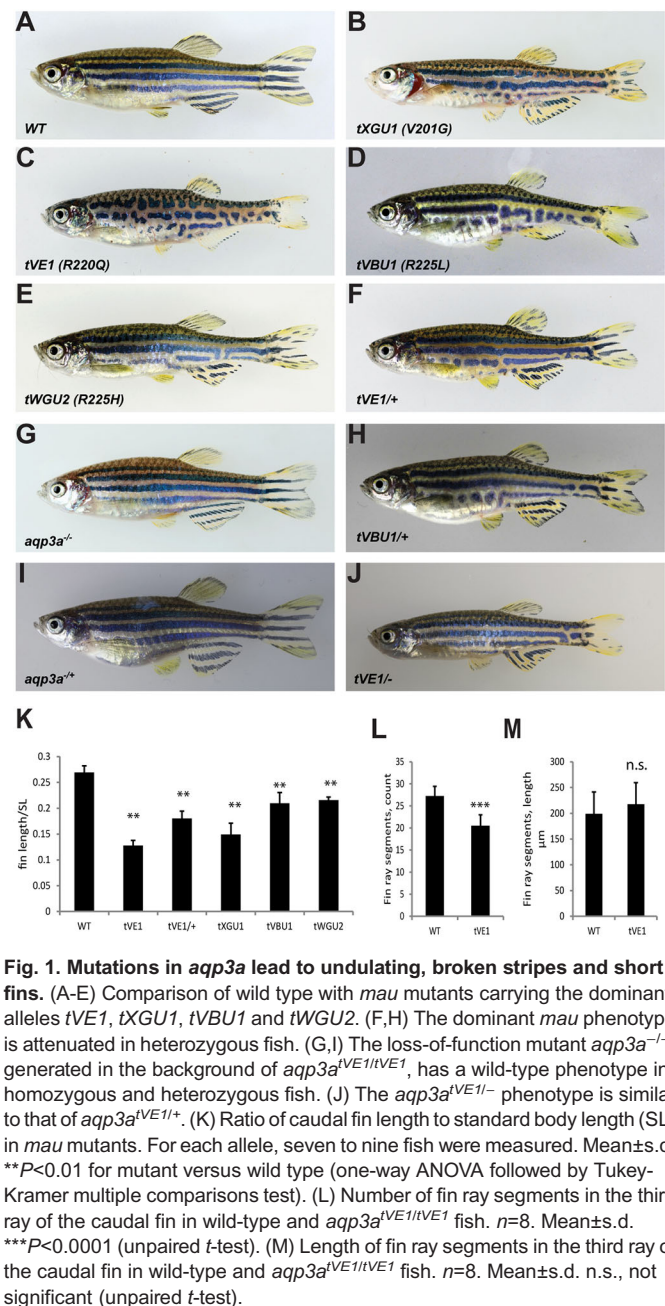 A
B
WT
tXGU1 (V201G)
C
D
tVE1 (R220Q)
tVBU1 (R225L)
E
F
tWGU2 (R225H)
tVE1/+
G
H
aqp3a-/-
tVBU1/+
I
J
aqp3a-/+
tVE1/-
K
L
M
fin length/SL
0.3
0.25
0.2
0.15
0.1
0.05
0
**
**
**
**
**
WT tVE1 tVE1/+ tXGU1 tVBU1 tWGU2
Fin ray segments, count
35
30
25
20
15
10
5
0
***
WT tVE1
Fin ray segments, length
μm
300
250
200
150
100
50
0
n.s.
WT tVE1
Fig. 1. Mutations in aqp3a lead to undulating, broken stripes and short
fins. (A-E) Comparison of wild type with mau mutants carrying the dominant
alleles tVE1, tXGU1, tVBU1 and tWGU2. (F,H) The dominant mau phenotyp
is attenuated in heterozygous fish. (G,I) The loss-of-function mutant aqp3a−/−
generated in the background of aqp3atVE1/tVE1, has a wild-type phenotype in
homozygous and heterozygous fish. (J) The aqp3atVE1/− phenotype is simila
to that of aqp3atVE1/+. (K) Ratio of caudal fin length to standard body length (SL
in mau mutants. For each allele, seven to nine fish were measured. Mean±s.d
**P<0.01 for mutant versus wild type (one-way ANOVA followed by Tukey-
Kramer multiple comparisons test). (L) Number of fin ray segments in the thir
ray of the caudal fin in wild-type and aqp3atVE1/tVE1 fish. n=8. Mean±s.d.
***P<0.0001 (unpaired t-test). (M) Length of fin ray segments in the third ray o
the caudal fin in wild-type and aqp3atVE1/tVE1 fish. n=8. Mean±s.d. n.s., not
significant (unpaired t-test).